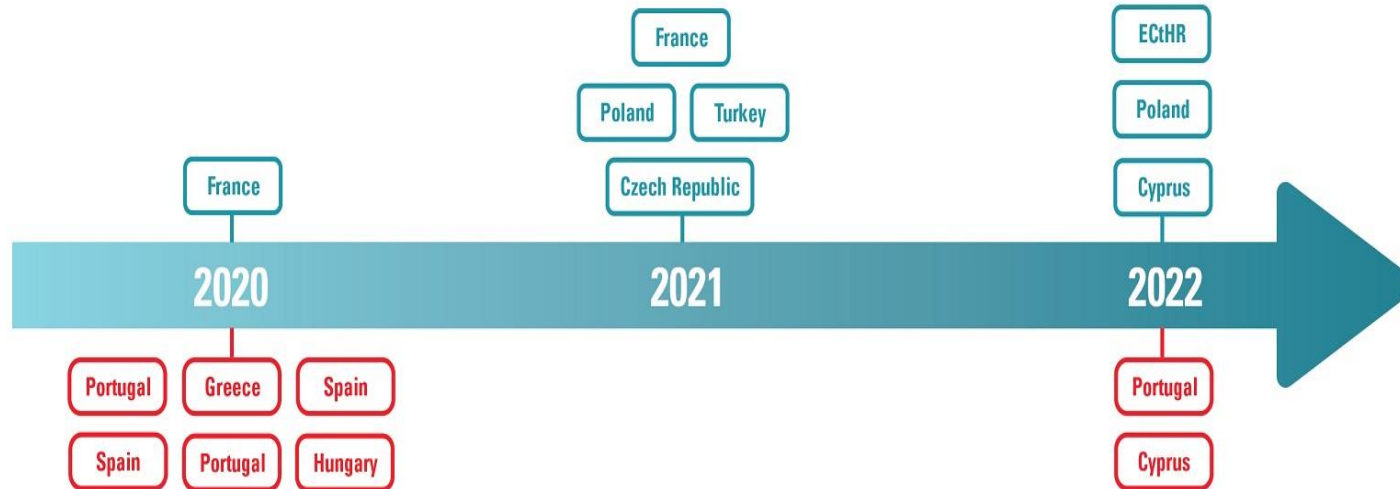 France
ECtHR
Poland
Turkey
Poland
France
Czech Republic
Cyprus
2020
2021
2022
Portugal
Greece
Spain
Portugal
Spain
Portugal
Hungary
Cyprus